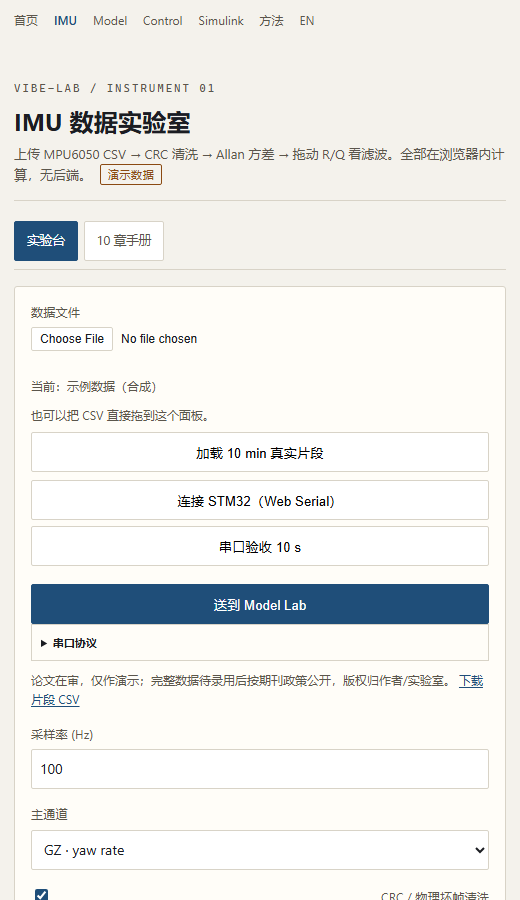 首页 IMU Model Control Simulink 方法 EN
VIBE-LAB / INSTRUMENT 01
IMU 数据实验室
上传 MPU6050 CSV → CRC 清洗 → Allan 方差 → 拖动 R/Q 看滤波。全部在浏览器内计
算，无后端。 演示数据
实验台 10 章手册
数据文件
Choose File No file chosen
当前：示例数据（合成）
也可以把 CSV 直接拖到这个面板。
加载 10 min 真实片段
连接 STM32（Web Serial）
串口验收 10 s
送到 Model Lab
▶ 串口协议
论文在审，仅作演示；完整数据待录用后按期刊政策公开，版权归作者/实验室。 下载
片段 CSV
采样率 (Hz)
100
主通道
GZ · yaw rate
CRC / 物理坏帧清洗